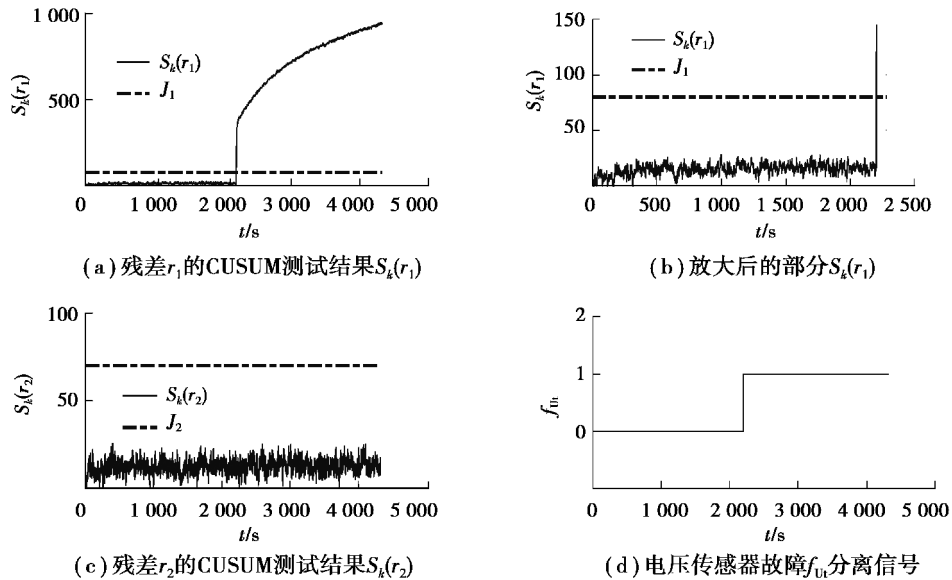 1 000
500
S_k(r_1)
S_k(r_1)
J_1
0 1 000 2 000 3 000 4 000 5 000
t/s
(a) 残差r_1的CUSUM测试结果S_k(r_1)
150
100
50
S_k(r_1)
S_k(r_1)
J_1
0 500 1 000 1 500 2 000 2 500
t/s
(b) 放大后的部分S_k(r_1)
100
50
S_k(r_2)
S_k(r_2)
J_2
0 1 000 2 000 3 000 4 000 5 000
t/s
(c) 残差r_2的CUSUM测试结果S_k(r_2)
2
1
0
f_Ut
0 1 000 2 000 3 000 4 000 5 000
t/s
(d) 电压传感器故障f_Ut分离信号